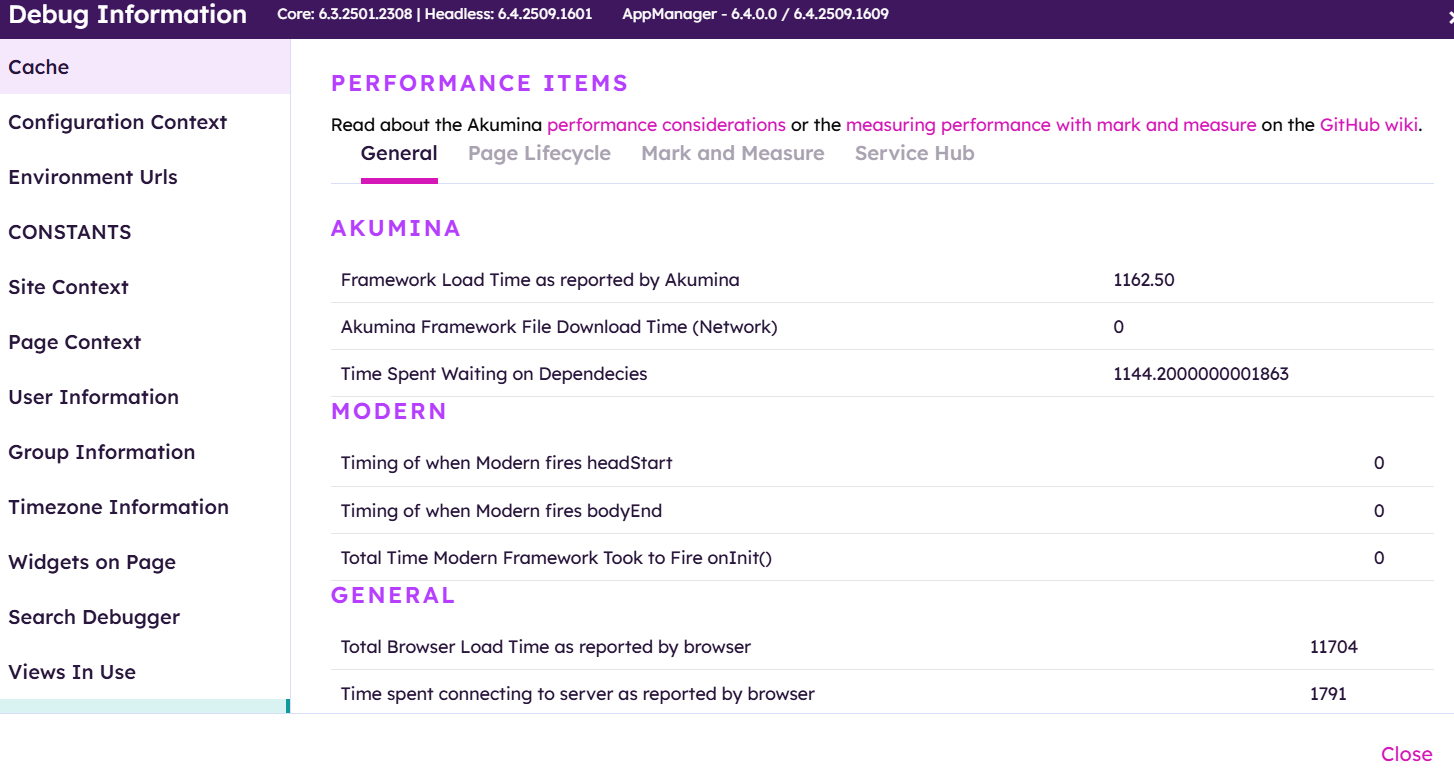 Debug Information Core: 6.3.2501.2308 | Headless: 6.4.2509.1601 AppManager - 6.4.0.0 / 6.4.2509.1609
Cache
Configuration Context
Environment Urls
CONSTANTS
Site Context
Page Context
User Information
Group Information
Timezone Information
Widgets on Page
Search Debugger
Views In Use
PERFORMANCE ITEMS
Read about the Akumina performance considerations or the measuring performance with mark and measure on the GitHub wiki.
General Page Lifecycle Mark and Measure Service Hub
AKUMINA
Framework Load Time as reported by Akumina 1162.50
Akumina Framework File Download Time (Network) 0
Time Spent Waiting on Dependecies 1144.2000000001863
MODERN
Timing of when Modern fires headStart 0
Timing of when Modern fires bodyEnd 0
Total Time Modern Framework Took to Fire onInit() 0
GENERAL
Total Browser Load Time as reported by browser 11704
Time spent connecting to server as reported by browser 1791
Close